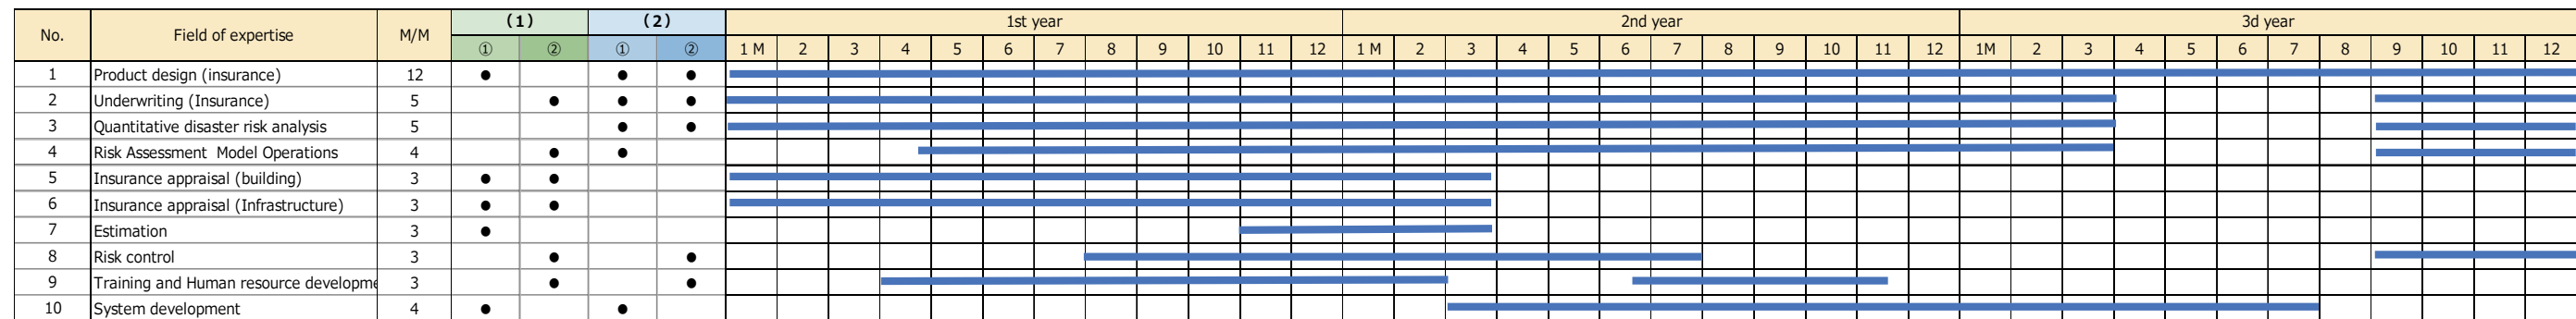 No. Field of expertise M/M (1) (2) 1st year 2nd year 3d year
① ② ① ② 1 M 2 3 4 5 6 7 8 9 10 11 12 1 M 2 3 4 5 6 7 8 9 10 11 12 1M 2 3 4 5 6 7 8 9 10 11 12
1 Product design (insurance) 12 ● ● ●
2 Underwriting (Insurance) 5 ● ● ●
3 Quantitative disaster risk analysis 5 ● ●
4 Risk Assessment Model Operations 4 ● ●
5 Insurance appraisal (building) 3 ● ●
6 Insurance appraisal (Infrastructure) 3 ● ●
7 Estimation 3 ●
8 Risk control 3 ● ●
9 Training and Human resource developme 3 ● ●
10 System development 4 ● ●